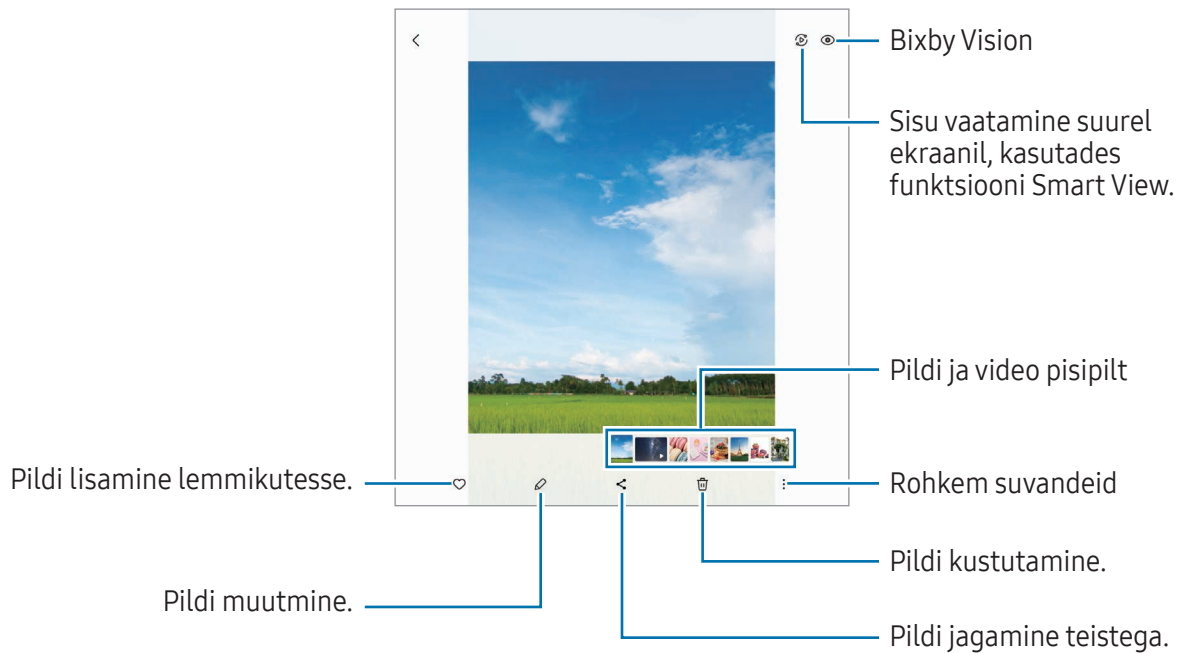 Bixby Vision
Sisu vaatamine suurel
ekraanil, kasutades
funktsiooni Smart View.
Pildi ja video pisipilt
Pildi lisamine lemmikutesse.
Rohkem suvandeid
Pildi kustutamine.
Pildi muutmine.
Pildi jagamine teistega.